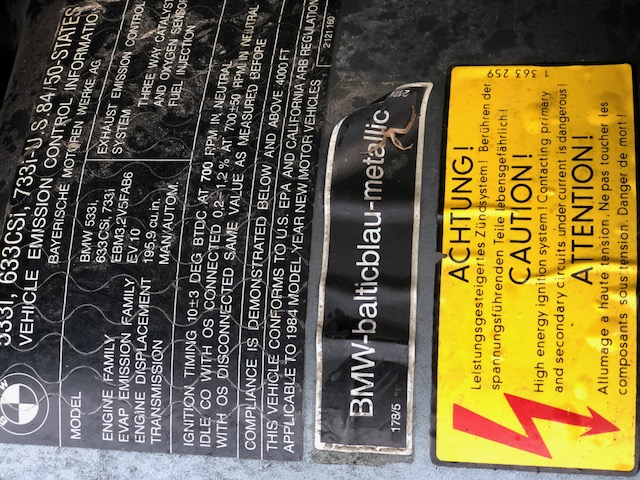 533i, 633CSi, 733i-U.S. 84/50-STATES
VEHICLE EMISSION CONTROL INFORMATION
BAYERISCHE MOTOREN WERKE AG
BMW
MODEL BMW 533i,
633CSi, 733i
ENGINE FAMILY EBM3.2V5FAB6
EVAP EMISSION FAMILY EV 10
ENGINE DISPLACEMENT 195.9 cu.in.
TRANSMISSION MAN/AUTOM.
EXHAUST EMISSION CONTROL
SYSTEM
THREE WAY CATALYST
AND OXYGEN SENSO
FUEL INJECTION
IGNITION TIMING 10±3 DEG BTDC AT 700 RPM IN NEUTRAL
IDLE CO WITH OS CONNECTED 0.2–1.2 % AT 700±50 RPM IN NEUTRAL
WITH OS DISCONNECTED SAME VALUE AS MEASURED BEFORE
COMPLIANCE IS DEMONSTRATED BELOW AND ABOVE 4000 FT
THIS VEHICLE CONFORMS TO U.S. EPA AND CALIFORNIA ARB REGULATION
APPLICABLE TO 1984 MODEL YEAR NEW MOTOR VEHICLES
2121 160
BMW-balticblau-metallic
178/5
1 363 259
ACHTUNG!
Leistungsgesteigertes Zündsystem! Berühren der
spannungsführenden Teile lebensgefährlich!
CAUTION!
High energy ignition system! Contacting primary
and secondary circuits under current is dangerous!
ATTENTION!
Allumage a haute tension. Ne pas toucher les
composants sous tension. Danger de mort!